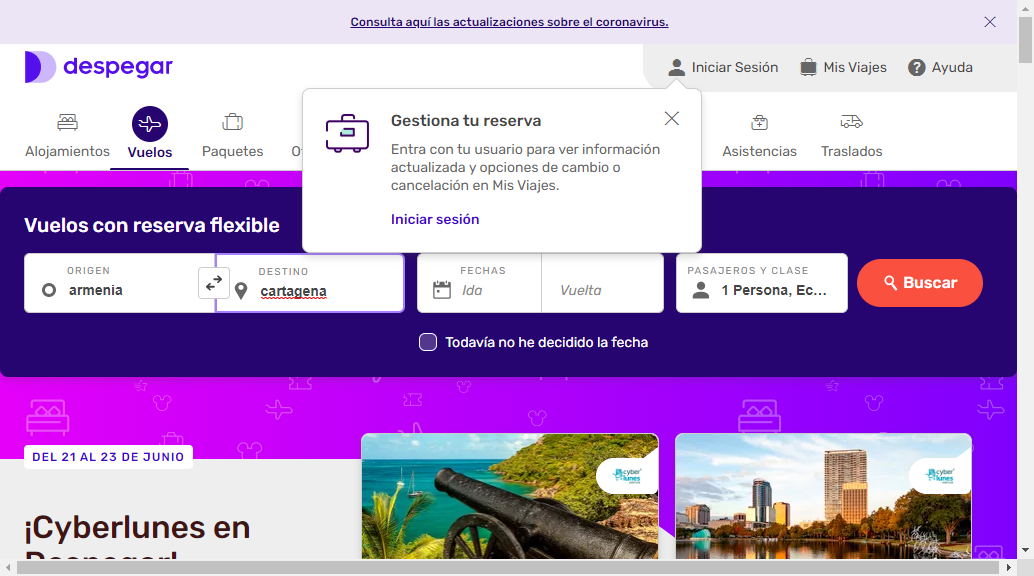 Consulta aquí las actualizaciones sobre el coronavirus.
despegar
Iniciar Sesión
Mis Viajes
Ayuda
Alojamientos
Vuelos
Paquetes
Asistencias
Traslados
Gestiona tu reserva
Entra con tu usuario para ver información
actualizada y opciones de cambio o
cancelación en Mis Viajes.
Iniciar sesión
Vuelos con reserva flexible
ORIGEN
armenia
DESTINO
cartagena
FECHAS
Ida
Vuelta
PASAJEROS Y CLASE
1 Persona, Ec...
Buscar
Todavía no he decidido la fecha
DEL 21 AL 23 DE JUNIO
cyber
lunes
cyber
lunes
¡Cyberlunes en
Despegar!